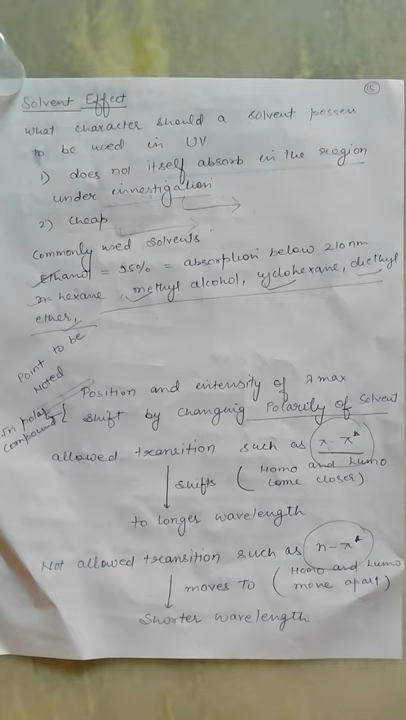 15
Solvent Effect
What character should a solvent possess
to be used in UV
1) does not itself absorb in the region
under investigation
2) Cheap
Commonly used solvents
Ethanol = 95% = absorption below 210 nm
n-hexane, methyl alcohol, cyclohexane, diethyl
ether,
Point to be
Noted
Position and intensity of λ max
In polar
compound { shift by changing Polarity of Solvent
allowed transition such as π-π*
↓ shifts ( Homo and Lumo
come closer)
to longer wavelength
Not allowed transition such as n-π*
↓ moves to ( Homo and Lumo
move apart)
Shorter wavelength